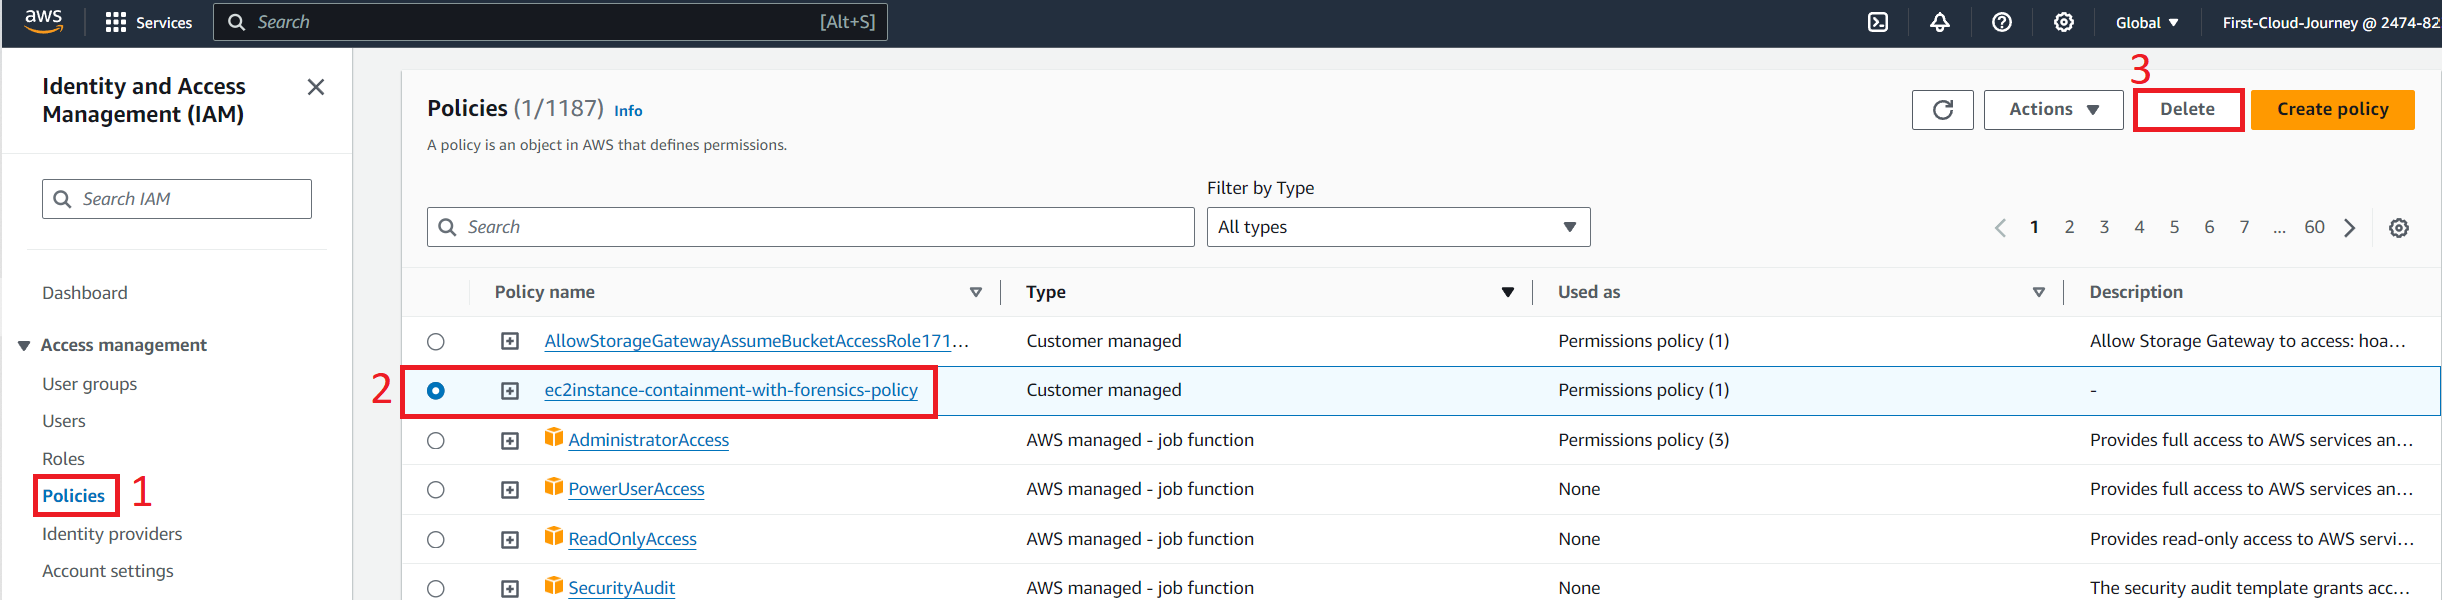 aws
Services
Search
[Alt+S]
Global
First-Cloud-Journey @ 2474-82
Identity and Access
Management (IAM)
Search IAM
Dashboard
Access management
User groups
Users
Roles
Policies
1
Identity providers
Account settings
Policies (1/1187) Info
A policy is an object in AWS that defines permissions.
Actions
3
Delete
Create policy
Filter by Type
Search
All types
1 2 3 4 5 6 7 ... 60
Policy name Type Used as Description
AllowStorageGatewayAssumeBucketAccessRole171... Customer managed Permissions policy (1) Allow Storage Gateway to access: hoa...
2
ec2instance-containment-with-forensics-policy Customer managed Permissions policy (1) -
AdministratorAccess AWS managed - job function Permissions policy (3) Provides full access to AWS services an...
PowerUserAccess AWS managed - job function None Provides full access to AWS services an...
ReadOnlyAccess AWS managed - job function None Provides read-only access to AWS servi...
SecurityAudit AWS managed - job function None The security audit template grants acc...